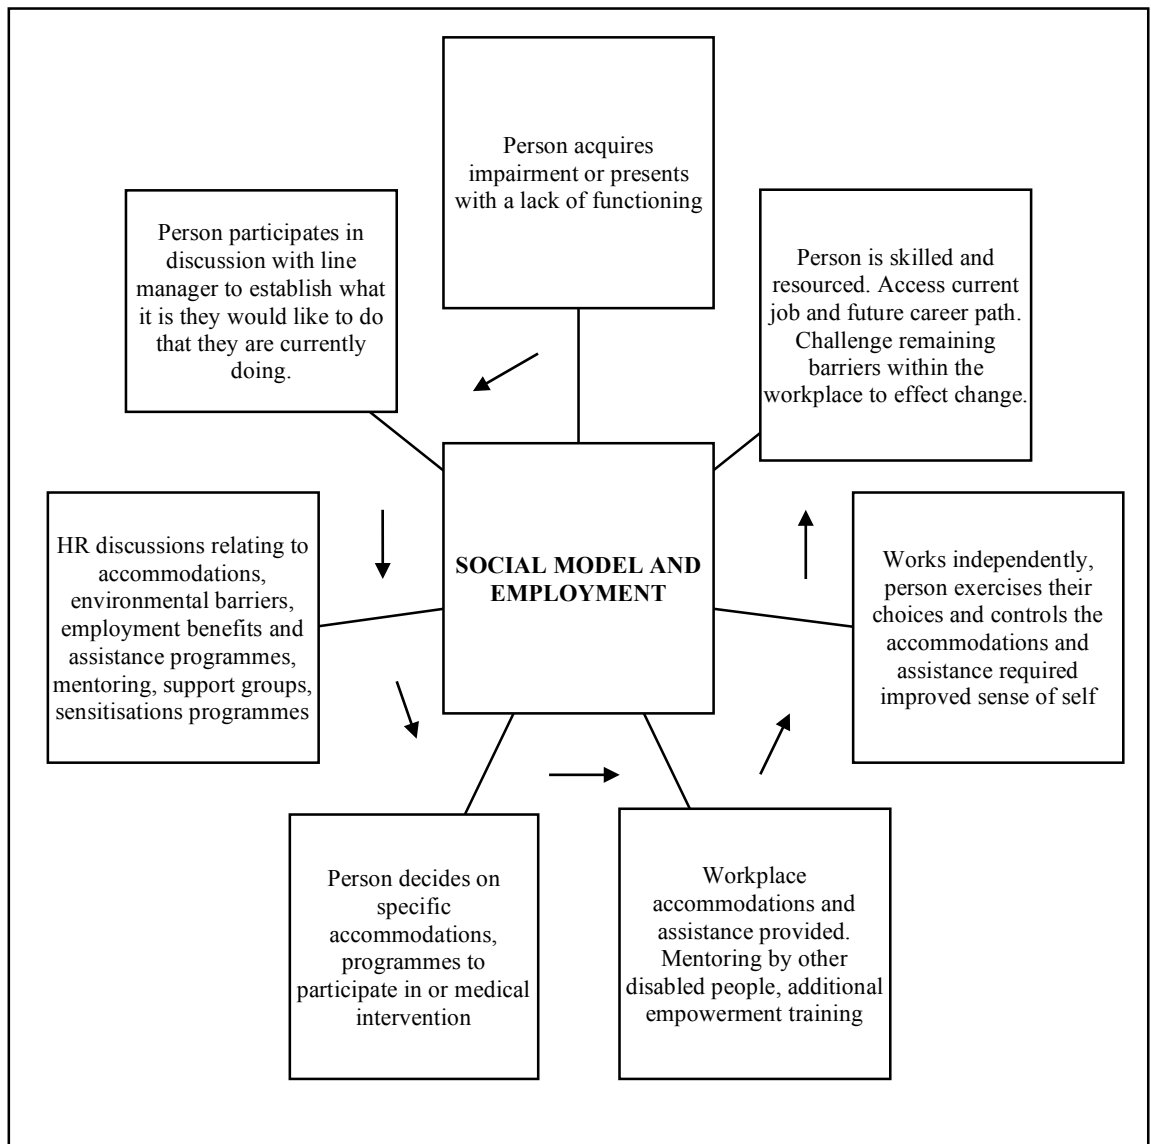 Person acquires
impairment or presents
with a lack of functioning
Person participates in
discussion with line
manager to establish what
it is they would like to do
that they are currently
doing.
HR discussions relating to
accommodations,
environmental barriers,
employment benefits and
assistance programmes,
mentoring, support groups,
sensitisations programmes
Person decides on
specific
accommodations,
programmes to
participate in or medical
intervention
Workplace
accommodations and
assistance provided.
Mentoring by other
disabled people, additional
empowerment training
Works independently,
person exercises their
choices and controls the
accommodations and
assistance required
improved sense of self
Person is skilled and
resourced. Access current
job and future career path.
Challenge remaining
barriers within the
workplace to effect change.
SOCIAL MODEL AND
EMPLOYMENT